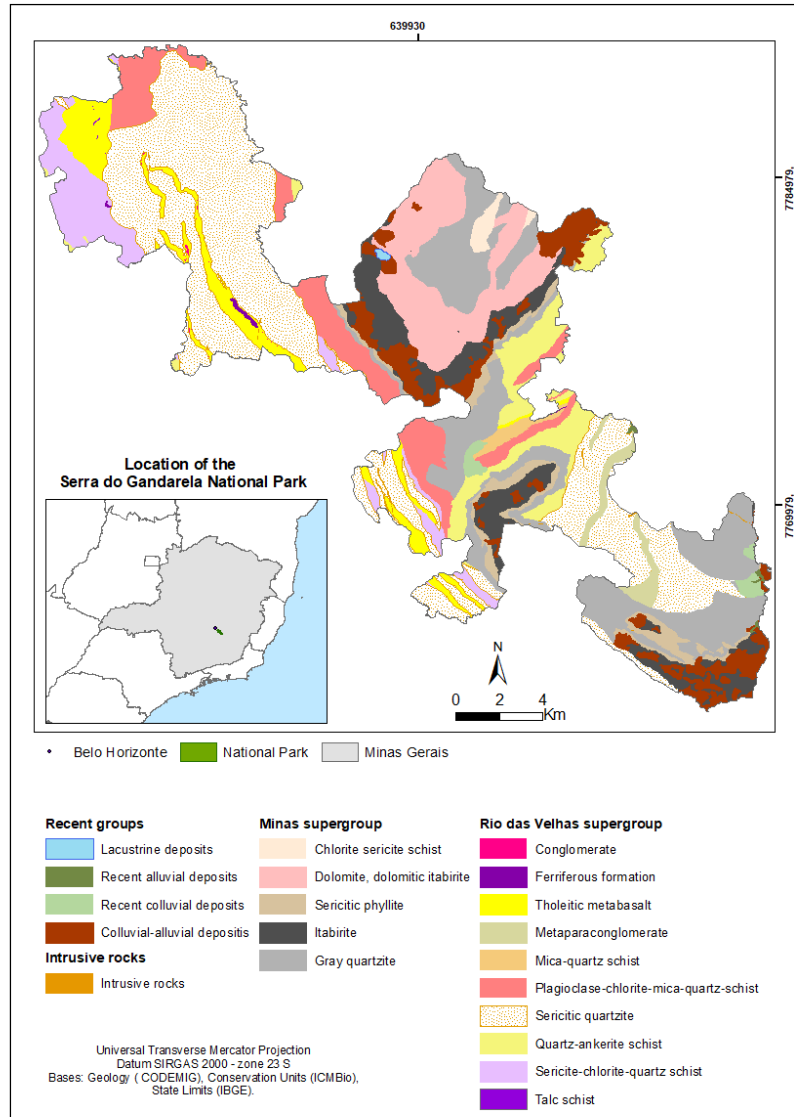 639930
7784979,
7769979,
Location of the
Serra do Gandarela National Park
N
0 2 4
Km
Belo Horizonte National Park Minas Gerais
Recent groups
Lacustrine deposits
Recent alluvial deposits
Recent colluvial deposits
Colluvial-alluvial depositis
Intrusive rocks
Intrusive rocks
Minas supergroup
Chlorite sericite schist
Dolomite, dolomitic itabirite
Sericitic phyllite
Itabirite
Gray quartzite
Rio das Velhas supergroup
Conglomerate
Ferriferous formation
Tholeitic metabasalt
Metaparaconglomerate
Mica-quartz schist
Plagioclase-chlorite-mica-quartz-schist
Sericitic quartzite
Quartz-ankerite schist
Sericite-chlorite-quartz schist
Talc schist
Universal Transverse Mercator Projection
Datum SIRGAS 2000 - zone 23 S
Bases: Geology ( CODEMIG), Conservation Units (ICMBio),
State Limits (IBGE).